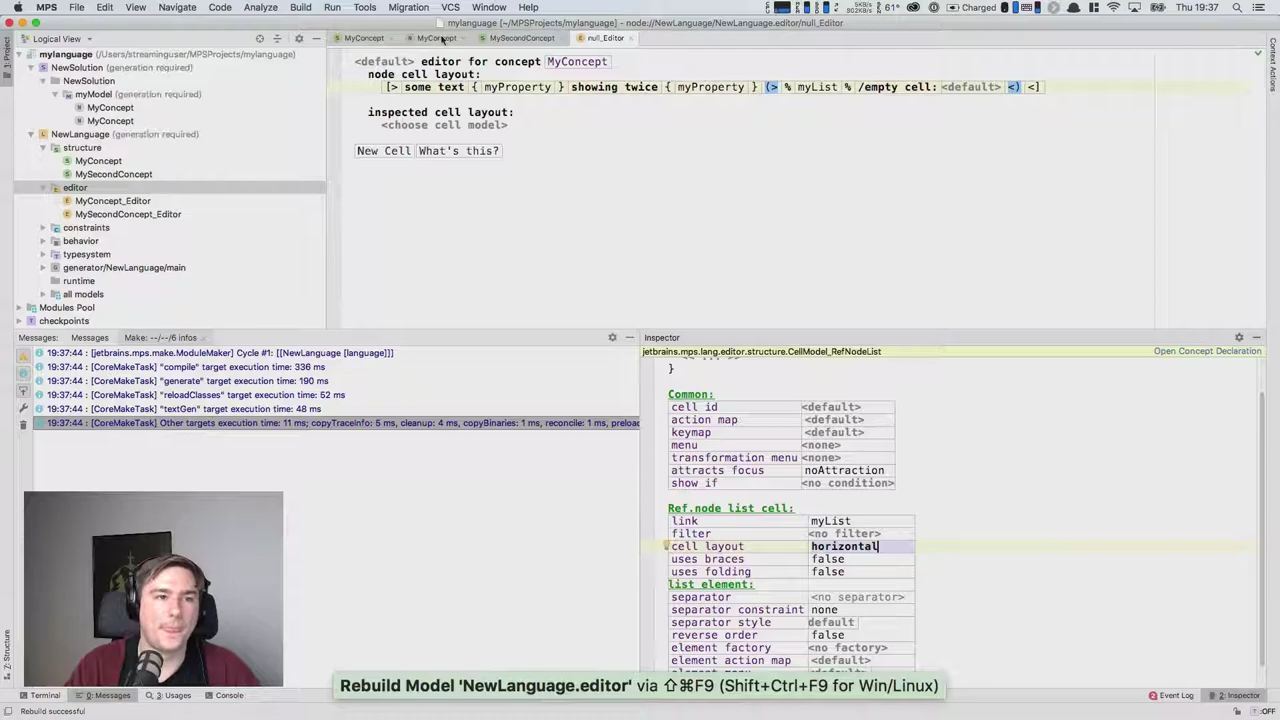 MPS File Edit View Navigate Code Analyze Build Run Tools Migration VCS Window Help 61° Charged Thu 19:37
mylanguage [~/MPSProjects/mylanguage] - node://NewLanguage/NewLanguage.editor/null_Editor
Logical View
MyConcept
MyConcept
MySecondConcept
null_Editor
1: Project
Context Actions
mylanguage (/Users/streaminguser/MPSProjects/mylanguage)
NewSolution (generation required)
NewSolution
myModel (generation required)
MyConcept
MyConcept
NewLanguage (generation required)
structure
MyConcept
MySecondConcept
editor
MyConcept_Editor
MySecondConcept_Editor
constraints
behavior
typesystem
generator/NewLanguage/main
runtime
all models
Modules Pool
checkpoints
<default> editor for concept MyConcept
node cell layout:
[> some text { myProperty } showing twice { myProperty } (> % myList % /empty cell: <default> <) <]
inspected cell layout:
<choose cell model>
New Cell What's this?
Messages: Messages Make: --/--/6 infos
19:37:44 : [jetbrains.mps.make.ModuleMaker] Cycle #1: [[NewLanguage [language]]]
19:37:44 : [CoreMakeTask] "compile" target execution time: 336 ms
19:37:44 : [CoreMakeTask] "generate" target execution time: 190 ms
19:37:44 : [CoreMakeTask] "reloadClasses" target execution time: 52 ms
19:37:44 : [CoreMakeTask] "textGen" target execution time: 48 ms
19:37:44 : [CoreMakeTask] Other targets execution time: 11 ms; copyTraceInfo: 5 ms, cleanup: 4 ms, copyBinaries: 1 ms, reconcile: 1 ms, preload
Inspector
jetbrains.mps.lang.editor.structure.CellModel_RefNodeList Open Concept Declaration
}
Common:
cell id <default>
action map <default>
keymap <default>
menu <none>
transformation menu <none>
attracts focus noAttraction
show if <no condition>
Ref.node list cell:
link myList
filter <no filter>
cell layout horizontal
uses braces false
uses folding false
list element:
separator <no separator>
separator constraint none
separator style default
reverse order false
element factory <no factory>
element action map <default>
Z: Structure
Rebuild Model 'NewLanguage.editor' via ⇧⌘F9 (Shift+Ctrl+F9 for Win/Linux)
Terminal 0: Messages 3: Usages Console Event Log 2: Inspector
Rebuild successful T:OFF